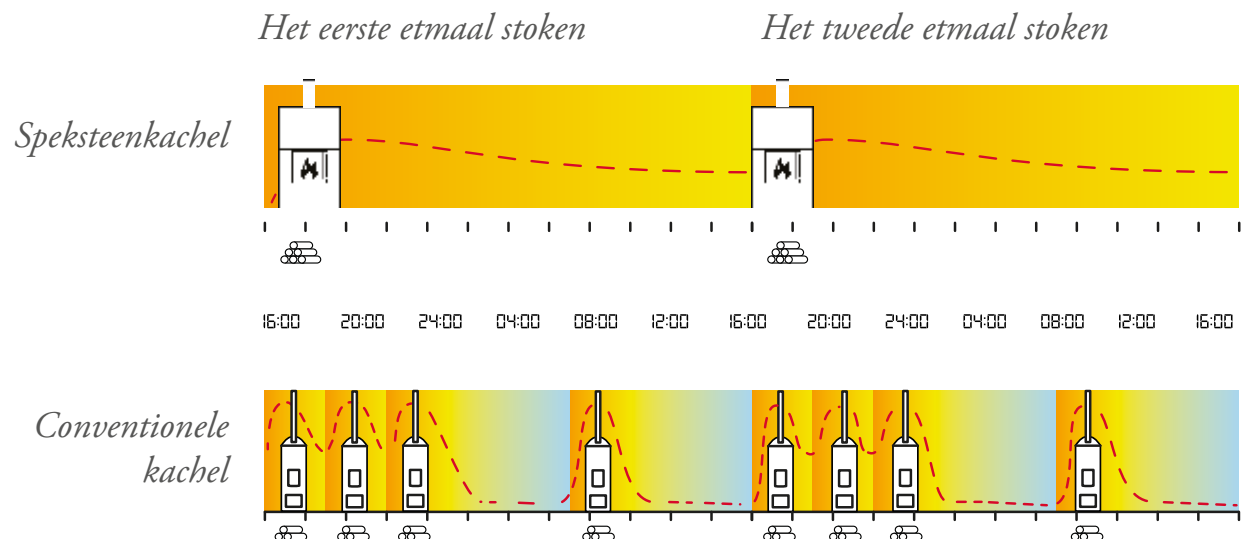 Het eerste etmaal stoken Het tweede etmaal stoken
Speksteenkachel
16:00 20:00 24:00 04:00 08:00 12:00 16:00 20:00 24:00 04:00 08:00 12:00 16:00
Conventionele
kachel